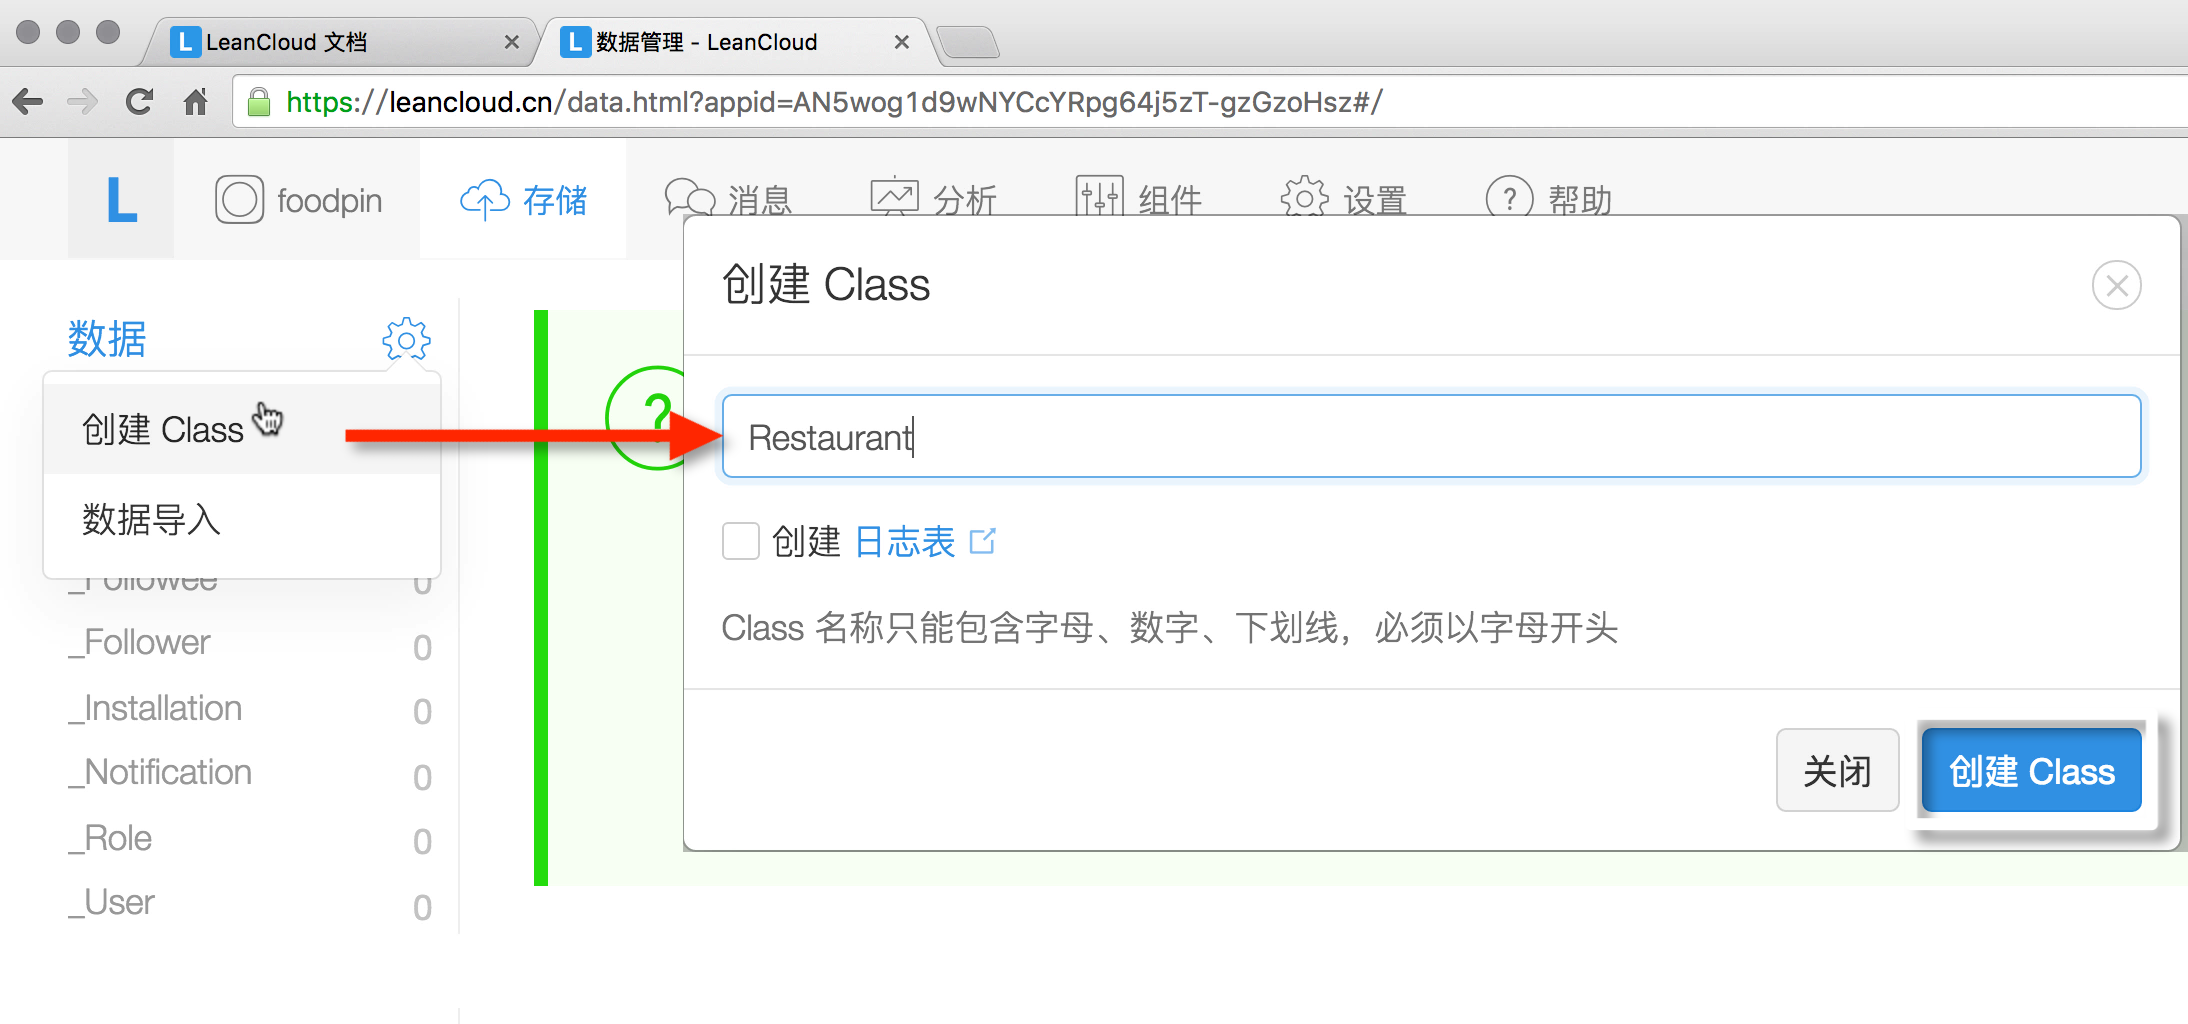 LeanCloud 文档
数据管理 - LeanCloud
https://leancloud.cn/data.html?appid=AN5wog1d9wNYCcYRpg64j5zT-gzGzoHsz#/
L foodpin 存储 消息 分析 组件 设置 帮助
数据
创建 Class
数据导入
_Followee 0
_Follower 0
_Installation 0
_Notification 0
_Role 0
_User 0
创建 Class
Restaurant
创建 日志表
Class 名称只能包含字母、数字、下划线，必须以字母开头
关闭
创建 Class